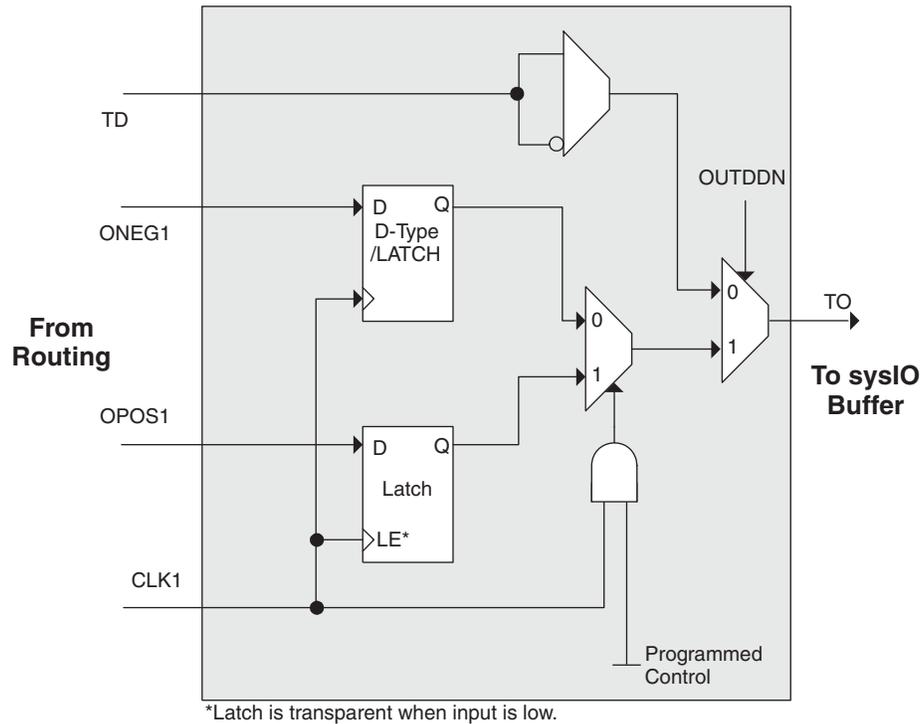 TD
OUTDDN
ONEG1
D
Q
D-Type
/LATCH
0
TO
From
Routing
0
1
1
To sysIO
Buffer
OPOS1
D
Q
Latch
LE*
CLK1
Programmed
Control
*Latch is transparent when input is low.